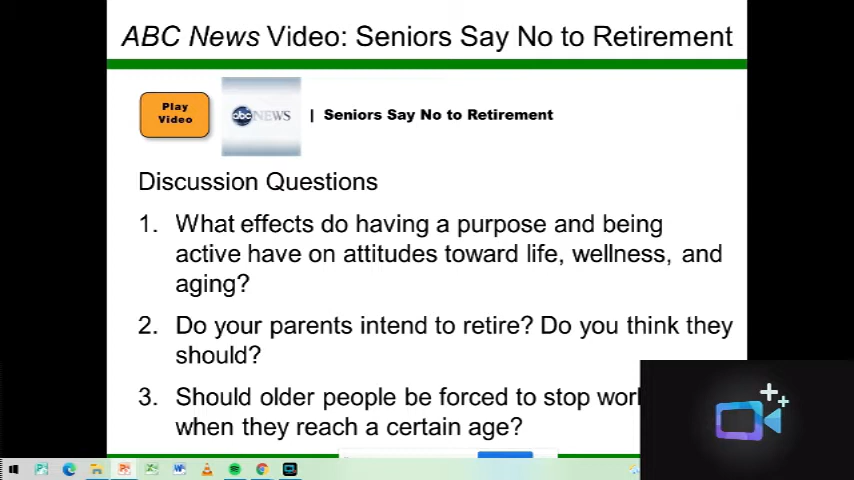 ABC News Video: Seniors Say No to Retirement
Play
Video
abc NEWS
| Seniors Say No to Retirement
Discussion Questions
1. What effects do having a purpose and being
active have on attitudes toward life, wellness, and
aging?
2. Do your parents intend to retire? Do you think they
should?
3. Should older people be forced to stop work
when they reach a certain age?